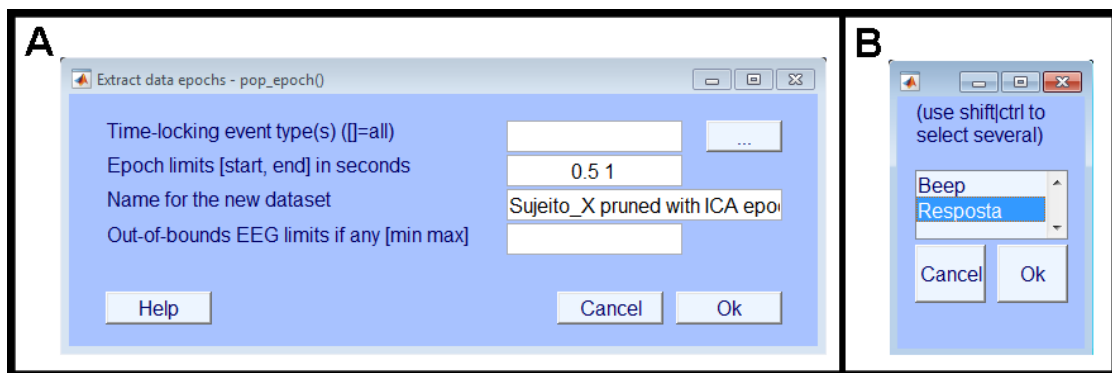 A
Extract data epochs - pop_epoch()
Time-locking event type(s) ([]=all)
...
Epoch limits [start, end] in seconds
0.5 1
Name for the new dataset
Sujeito_X pruned with ICA epo
Out-of-bounds EEG limits if any [min max]
Help
Cancel
Ok
B
(use shift|ctrl to
select several)
Beep
Resposta
Cancel
Ok